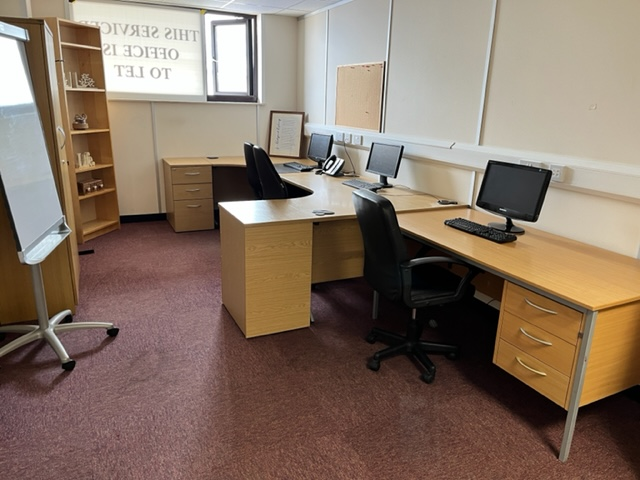 THIS SERVICED
OFFICE IS
TO LET